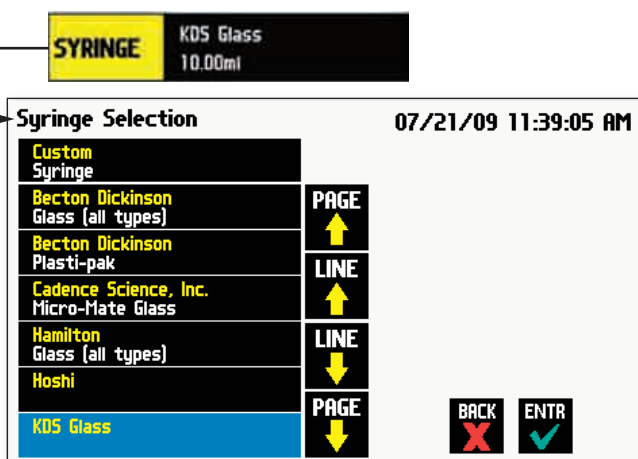 SYRINGE
KDS Glass
10.00ml
Syringe Selection
07/21/09 11:39:05 AM
Custom
Syringe
Becton Dickinson
Glass (all types)
Becton Dickinson
Plasti-pak
Cadence Science, Inc.
Micro-Mate Glass
Hamilton
Glass (all types)
Hoshi
KDS Glass
PAGE
LINE
LINE
PAGE
BACK
ENTR